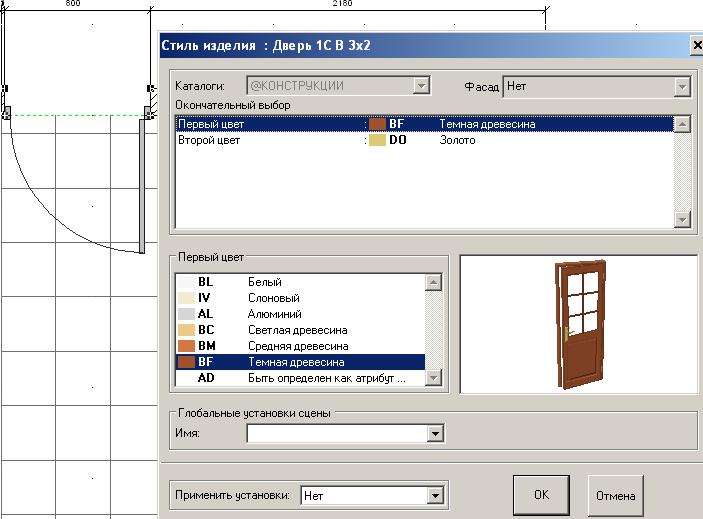 800 2180
Стиль изделия : Дверь 1С В 3x2
Каталоги: @КОНСТРУКЦИИ Фасад Нет
Окончательный выбор
Первый цвет : BF Темная древесина
Второй цвет : DO Золото
Первый цвет
BL Белый
IV Слоновый
AL Алюминий
BC Светлая древесина
BM Средняя древесина
BF Темная древесина
AD Быть определен как атрибут ...
Глобальные установки сцены
Имя:
Применить установки: Нет OK Отмена